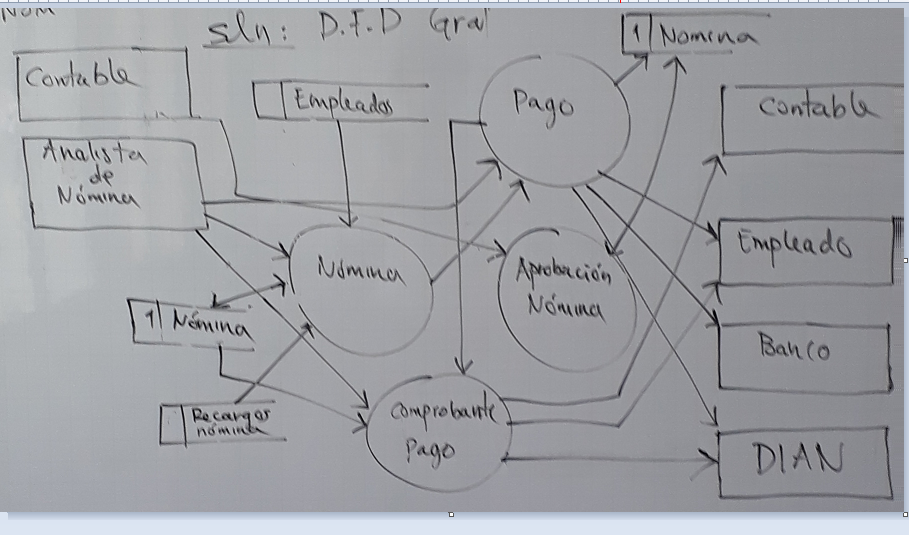 Nom
sln: D.F.D Gral
1 Nomina
Contable
Empleados
Pago
Contable
Analista
de
Nómina
Nómina
Aprobación
Nómina
Empleado
1 Nómina
Banco
Recargos
nómina
Comprobante
Pago
DIAN